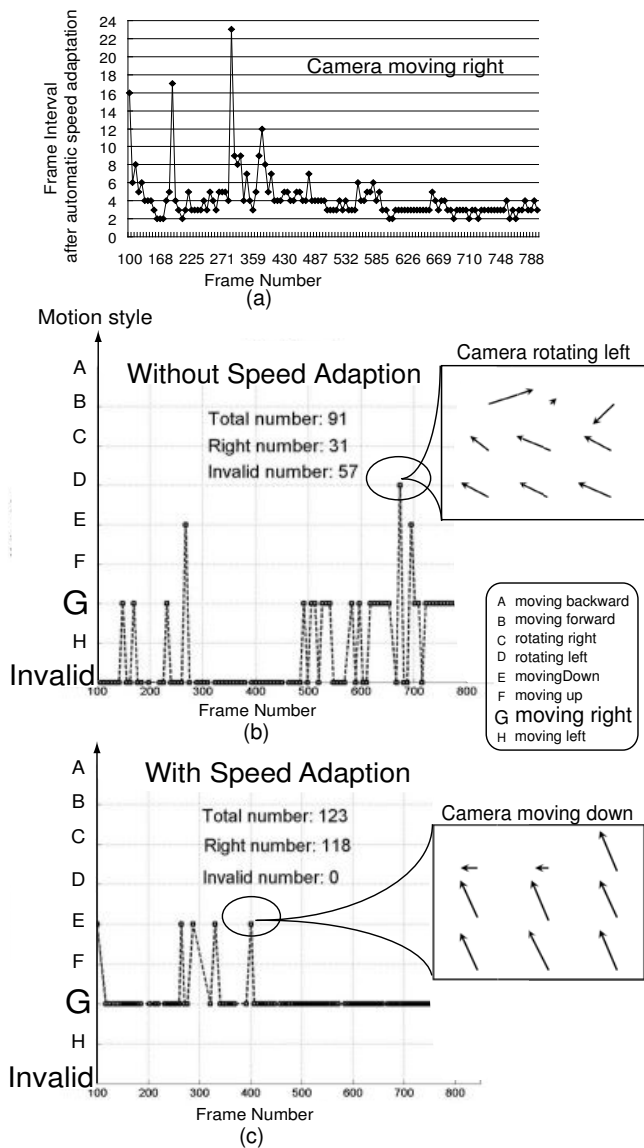 24
22
20
18
16
14
12
10
8
6
4
2
0
Frame Interval
after automatic speed adaptation
Camera moving right
100 168 225 271 359 430 487 532 585 626 669 710 748 788
Frame Number
(a)
Motion style
Without Speed Adaption
Total number: 91
Right number: 31
Invalid number: 57
A
B
C
D
E
F
G
H
Invalid
100 200 300 400 500 600 700 800
Frame Number
(b)
Camera rotating left
A moving backward
B moving forward
C rotating right
D rotating left
E movingDown
F moving up
G moving right
H moving left
With Speed Adaption
Total number: 123
Right number: 118
Invalid number: 0
A
B
C
D
E
F
G
H
Invalid
100 200 300 400 500 600 700 800
Frame Number
(c)
Camera moving down